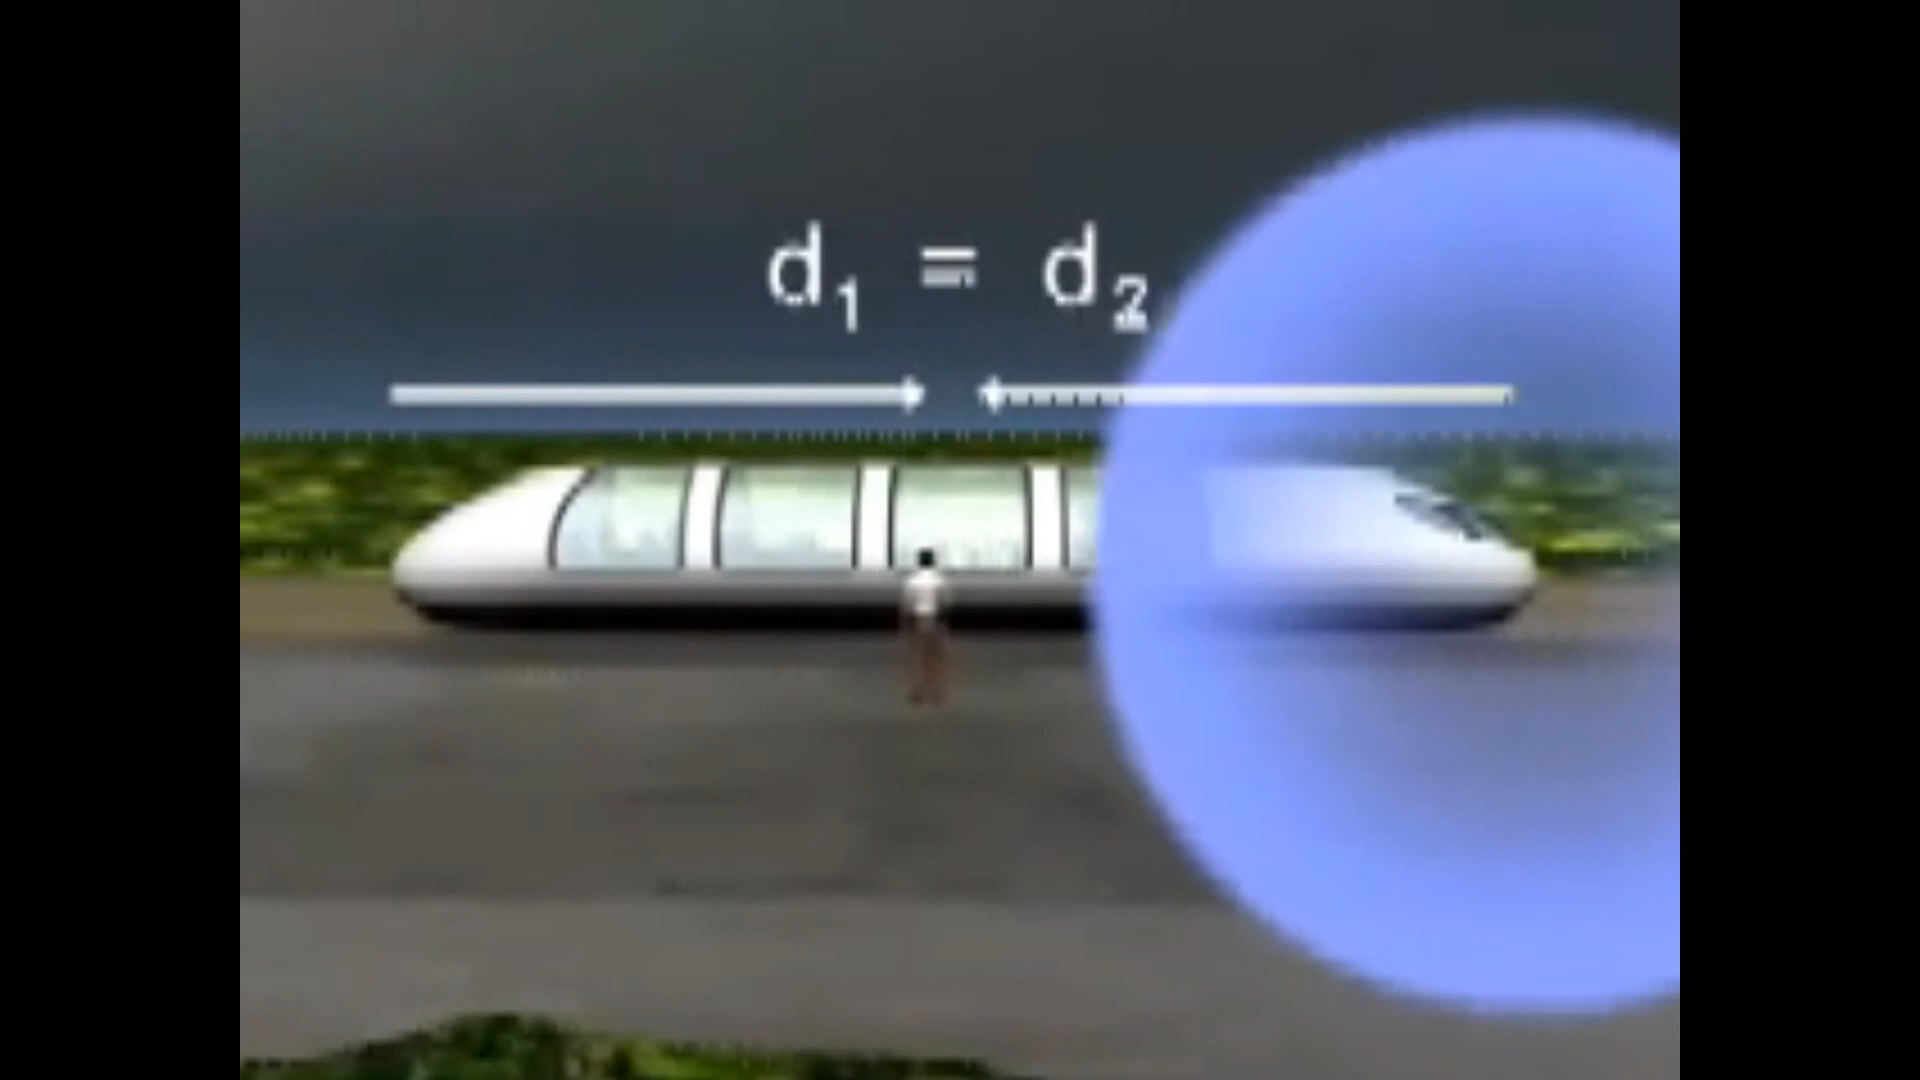 d₁ = d₂